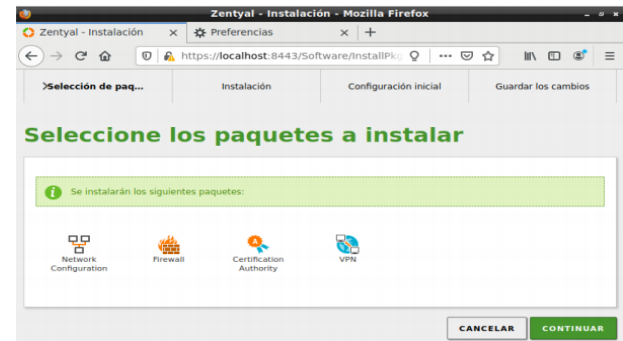 Zentyal - Instalación - Mozilla Firefox
Zentyal - Instalación × Preferencias × +
https://localhost:8443/Software/InstallPkg
Selección de paq... Instalación Configuración inicial Guardar los cambios
Seleccione los paquetes a instalar
Se instalarán los siguientes paquetes:
Network
Configuration
Firewall
Certification
Authority
VPN
CANCELAR CONTINUAR